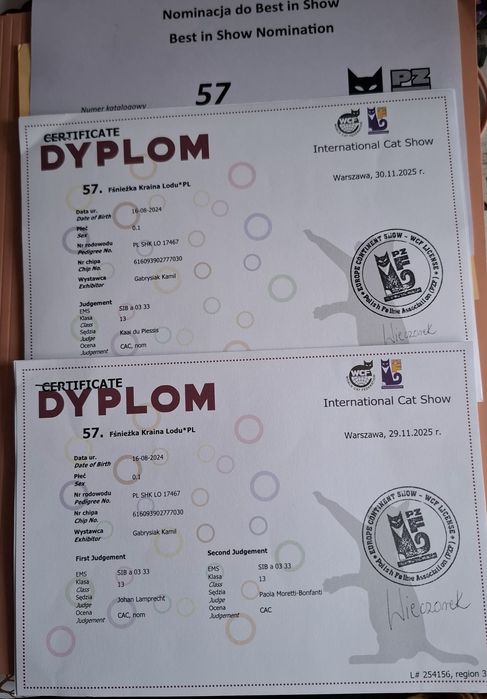 Nominacja do Best in Show
Best in Show Nomination
Numer katalogowy 57
PZ
CERTIFICATE
DYPLOM
WCF
International Cat Show
57. Fśnieżka Kraina Lodu*PL
Warszawa, 30.11.2025 r.
Data ur. 16-08-2024
Date of Birth
Płeć 0.1
Sex
Nr rodowodu PL SHK LO 17467
Pedigree No.
Nr chipa 616093902777030
Chip No.
Wystawca Gabrysiak Kamil
Exhibitor
Judgement
EMS SIB a 03 33
Klasa 13
Class
Sędzia Kaai du Plessis
Judge
Ocena CAC, nom
Judgement
EUROPE CONTINENT SHOW - WCF LICENSE
Polish Feline Association (PZF)
Wieczorek
CERTIFICATE
DYPLOM
WCF
International Cat Show
57. Fśnieżka Kraina Lodu*PL
Warszawa, 29.11.2025 r.
Data ur. 16-08-2024
Date of Birth
Płeć 0.1
Sex
Nr rodowodu PL SHK LO 17467
Pedigree No.
Nr chipa 616093902777030
Chip No.
Wystawca Gabrysiak Kamil
Exhibitor
First Judgement Second Judgement
EMS SIB a 03 33 EMS SIB a 03 33
Klasa 13 Klasa 13
Class Class
Sędzia Johan Lamprecht Sędzia Paola Moretti-Bonfanti
Judge Judge
Ocena CAC, nom Ocena CAC
Judgement Judgement
EUROPE CONTINENT SHOW - WCF LICENSE
Polish Feline Association (PZF)
Wieczorek
L# 254156, region 3